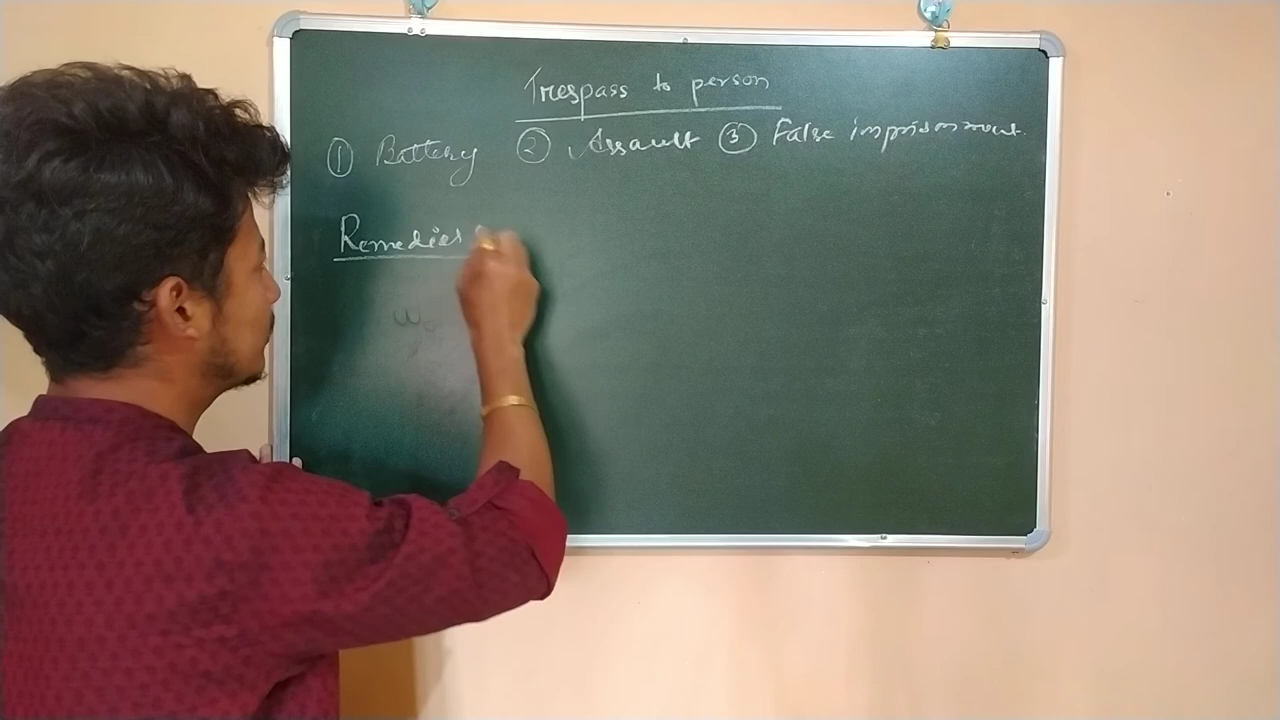 Trespass to person
① Battery ② Assault ③ False imprisonment.
Remedies